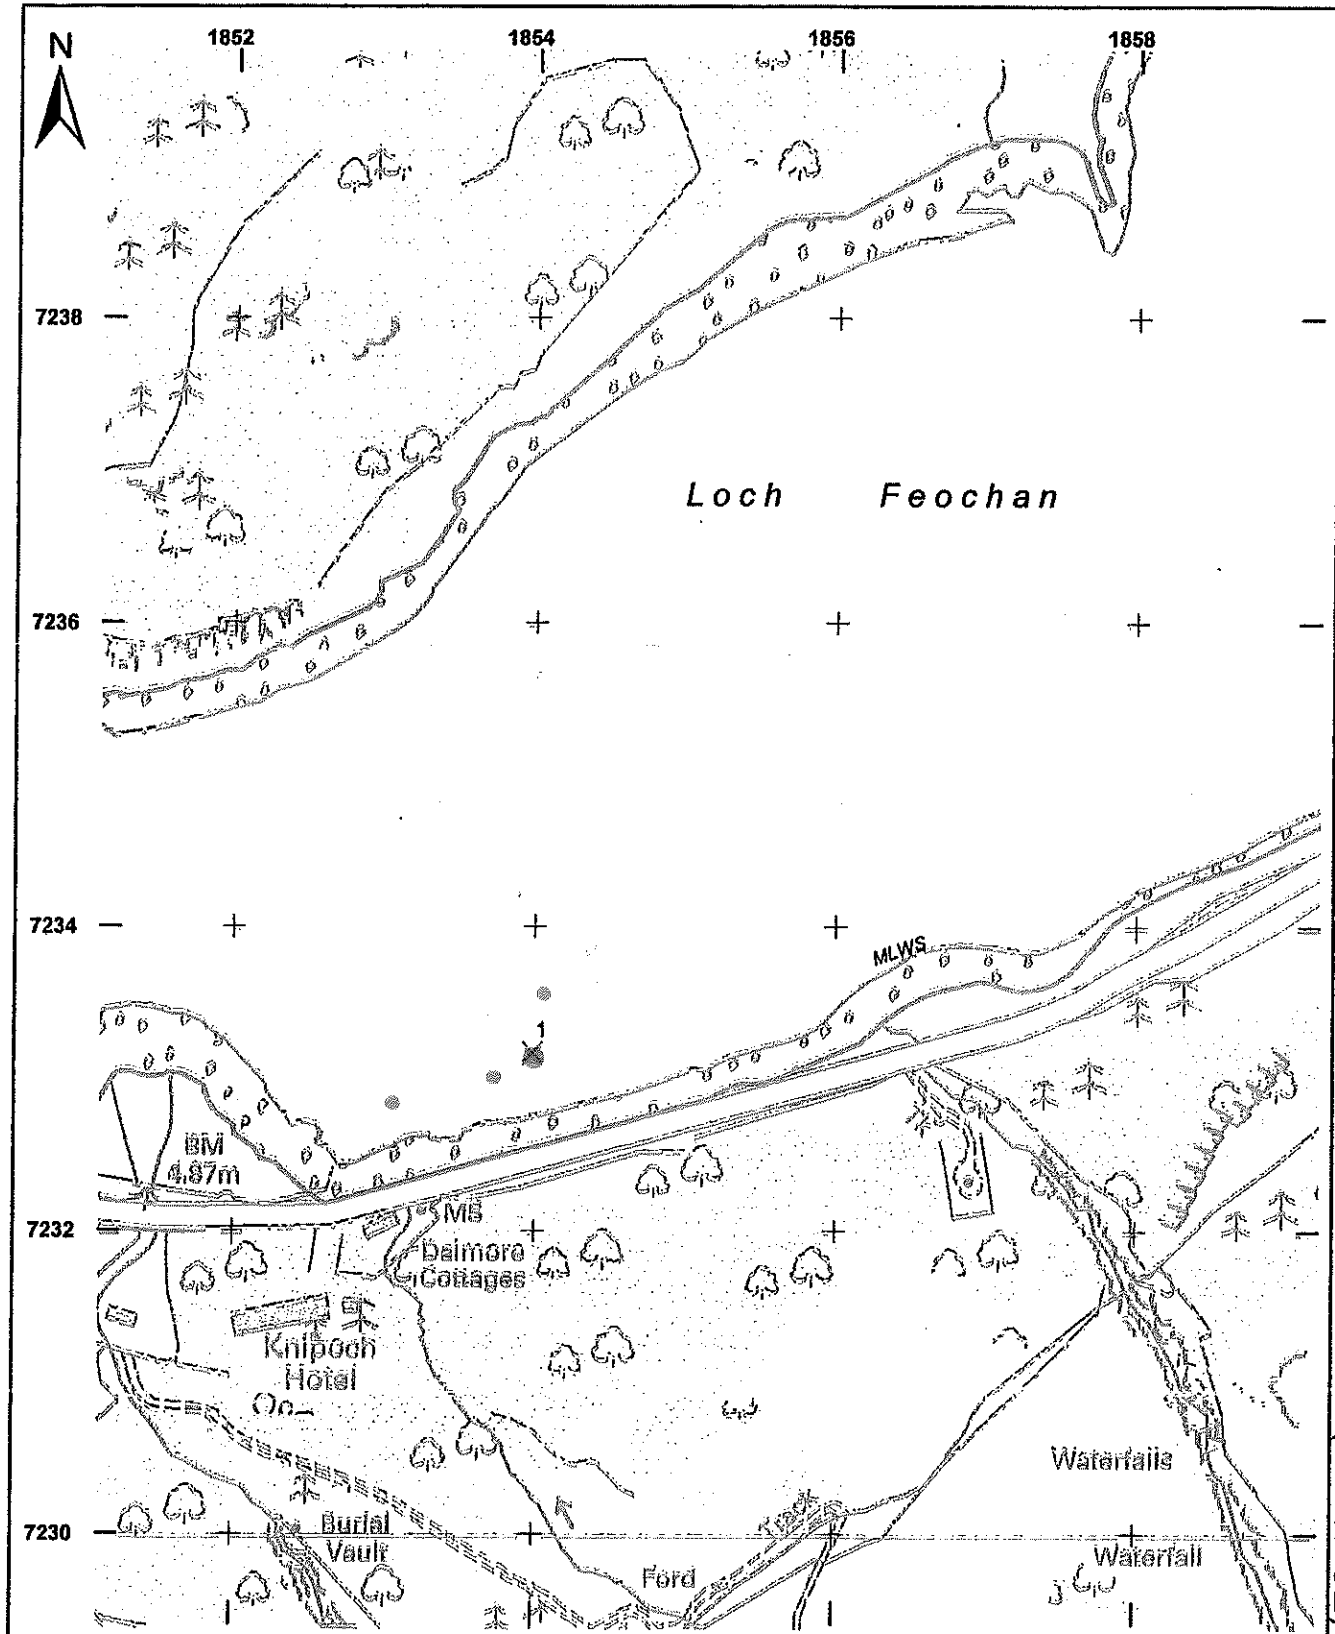 N
1852 1854 1856 1858
7238
Loch Feochan
7236
7234
MLWS
1
BM
4.87m
7232
MS
Dalmore
Cottages
Knipoch
Hotel
Waterfalls
7230
Burial
Vault
Track
Ford
Waterfall